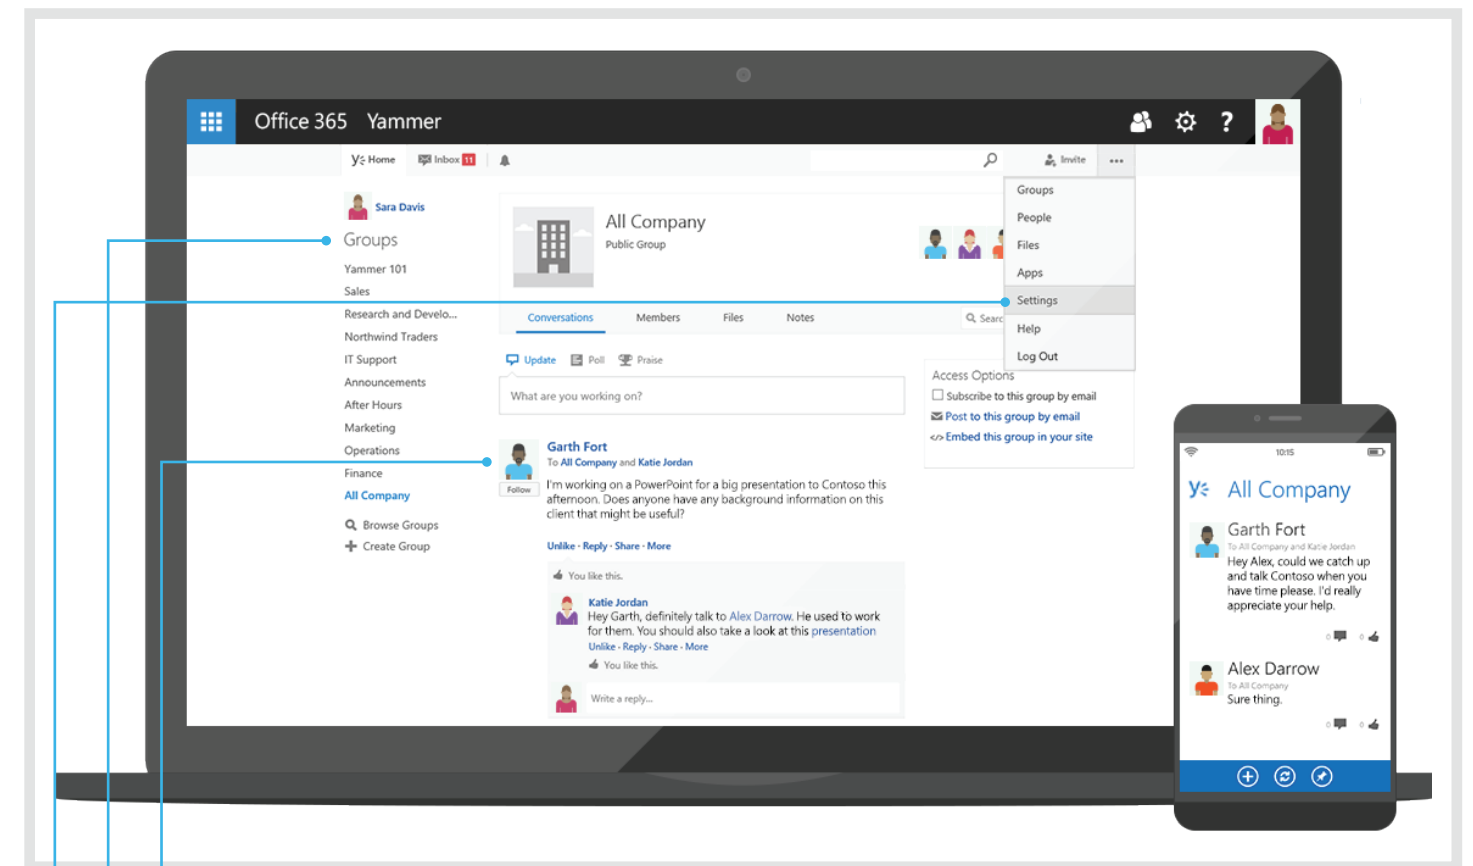 Office 365 Yammer
?
Home
Inbox 11
Invite
Groups
People
Files
Apps
Settings
Help
Log Out
Sara Davis
Groups
Yammer 101
Sales
Research and Develo...
Northwind Traders
IT Support
Announcements
After Hours
Marketing
Operations
Finance
All Company
Browse Groups
Create Group
All Company
Public Group
Conversations Members Files Notes
Searc
Update Poll Praise
What are you working on?
Access Options
Subscribe to this group by email
Post to this group by email
Embed this group in your site
Garth Fort
To All Company and Katie Jordan
Follow
I'm working on a PowerPoint for a big presentation to Contoso this
afternoon. Does anyone have any background information on this
client that might be useful?
Unlike · Reply · Share · More
You like this.
Katie Jordan
Hey Garth, definitely talk to Alex Darrow. He used to work
for them. You should also take a look at this presentation
Unlike · Reply · Share · More
You like this.
Write a reply...
10:15
All Company
Garth Fort
To All Company and Katie Jordan
Hey Alex, could we catch up
and talk Contoso when you
have time please. I'd really
appreciate your help.
0 0
Alex Darrow
To All Company
Sure thing.
0 0